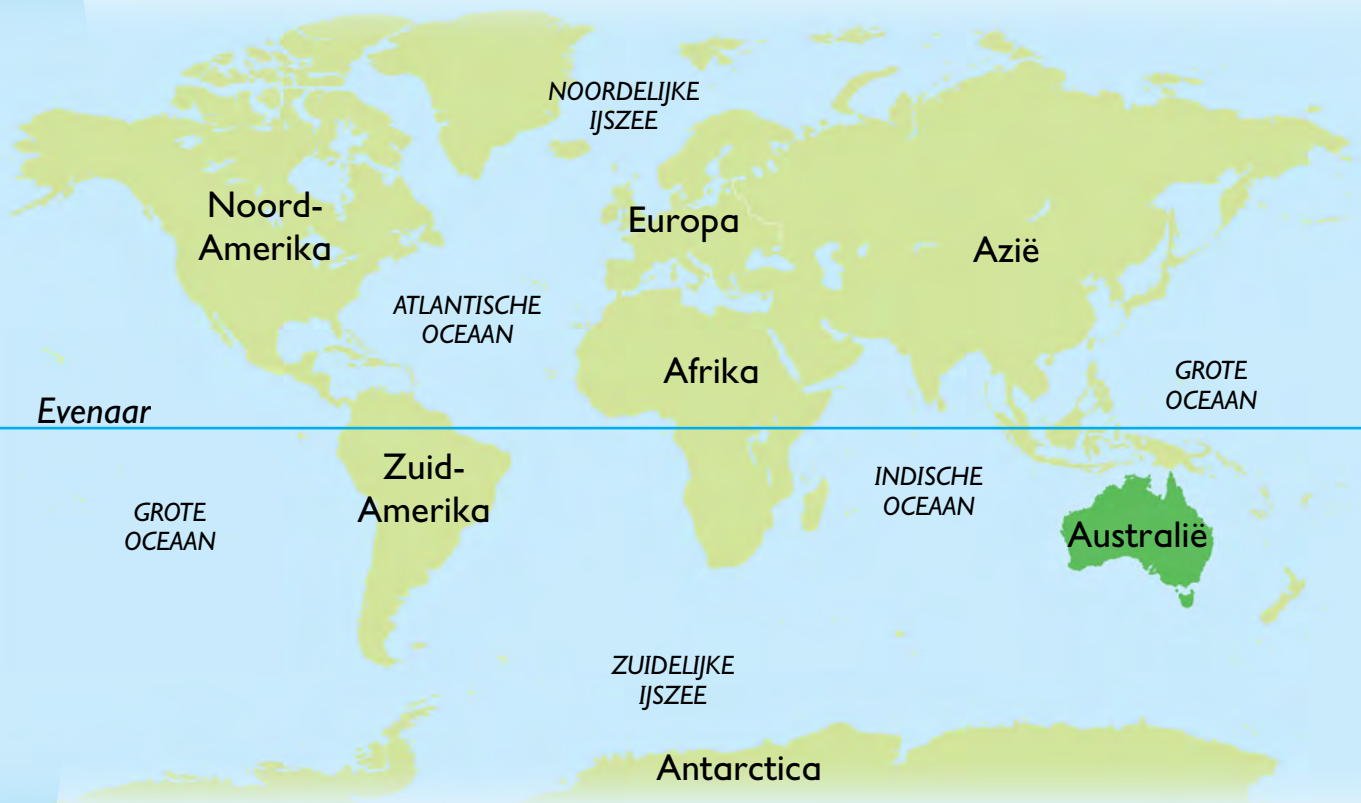 NOORDELIJKE
IJSZEE
Noord-
Amerika
Europa
Azië
ATLANTISCHE
OCEAAN
Afrika
GROTE
OCEAAN
Evenaar
Zuid-
Amerika
INDISCHE
OCEAAN
GROTE
OCEAAN
Australië
ZUIDELIJKE
IJSZEE
Antarctica